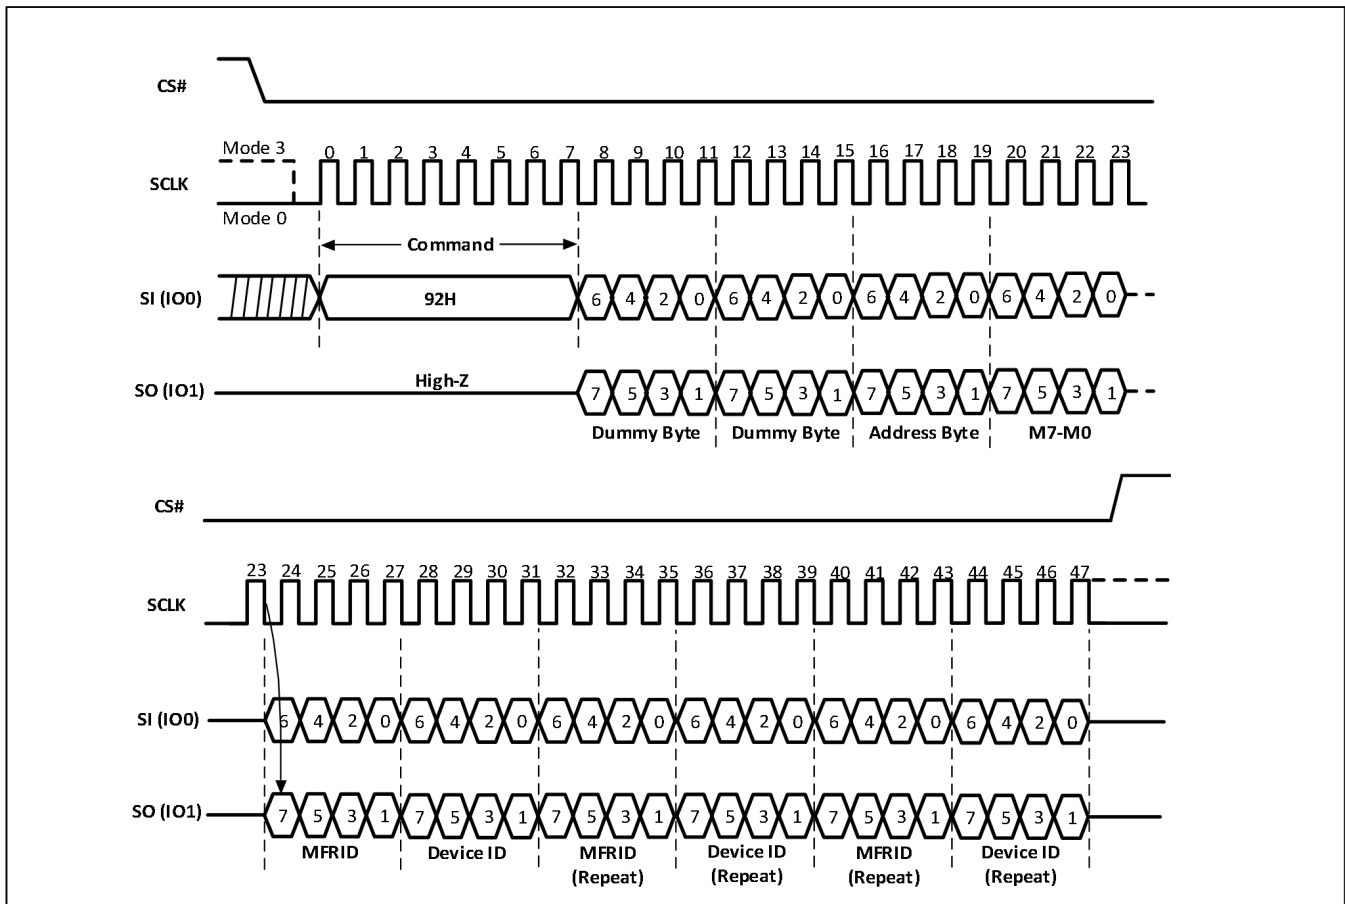 CS#
Mode 3
0 1 2 3 4 5 6 7 8 9 10 11 12 13 14 15 16 17 18 19 20 21 22 23
SCLK
Mode 0
Command
SI (IO0)
92H
6 4 2 0 6 4 2 0 6 4 2 0 6 4 2 0
High-Z
SO (IO1)
7 5 3 1 7 5 3 1 7 5 3 1 7 5 3 1
Dummy Byte Dummy Byte Address Byte M7-M0
CS#
23 24 25 26 27 28 29 30 31 32 33 34 35 36 37 38 39 40 41 42 43 44 45 46 47
SCLK
SI (IO0)
6 4 2 0 6 4 2 0 6 4 2 0 6 4 2 0 6 4 2 0 6 4 2 0
SO (IO1)
7 5 3 1 7 5 3 1 7 5 3 1 7 5 3 1 7 5 3 1 7 5 3 1
MFRID Device ID MFRID Device ID MFRID Device ID
(Repeat) (Repeat) (Repeat) (Repeat)